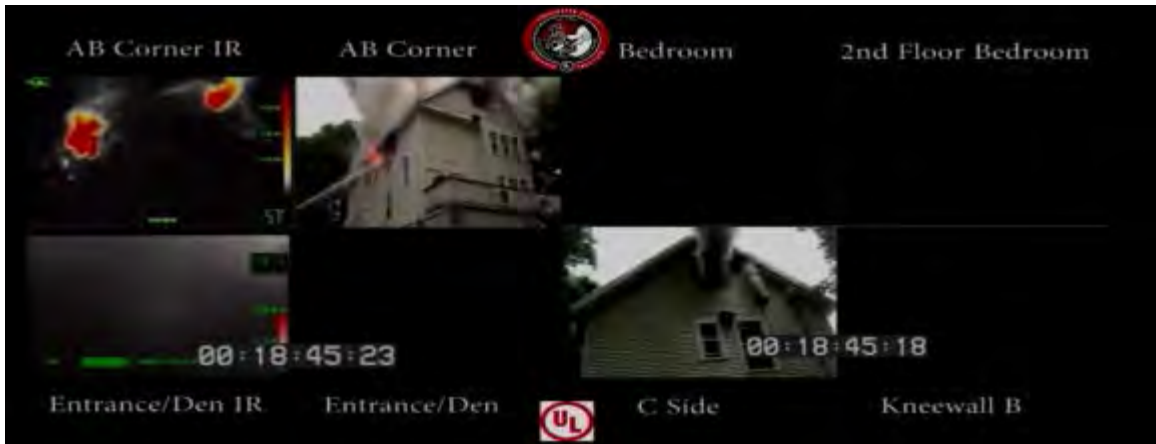 AB Corner IR
AB Corner
Bedroom
2nd Floor Bedroom
00:18:45:23
00:18:45:18
Entrance/Den IR
Entrance/Den
UL
C Side
Kneewall B